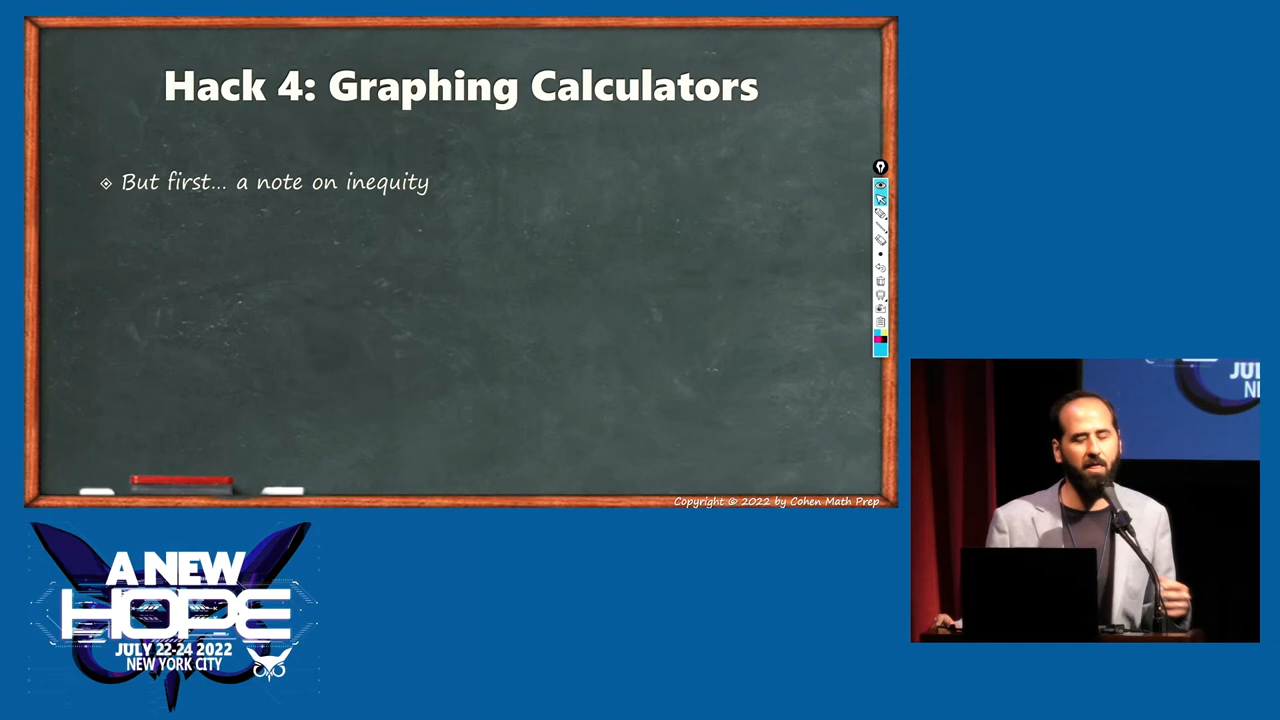 Hack 4: Graphing Calculators
But first... a note on inequity
Copyright © 2022 by Cohen Math Prep
A NEW
HOPE
JULY 22-24 2022
NEW YORK CITY